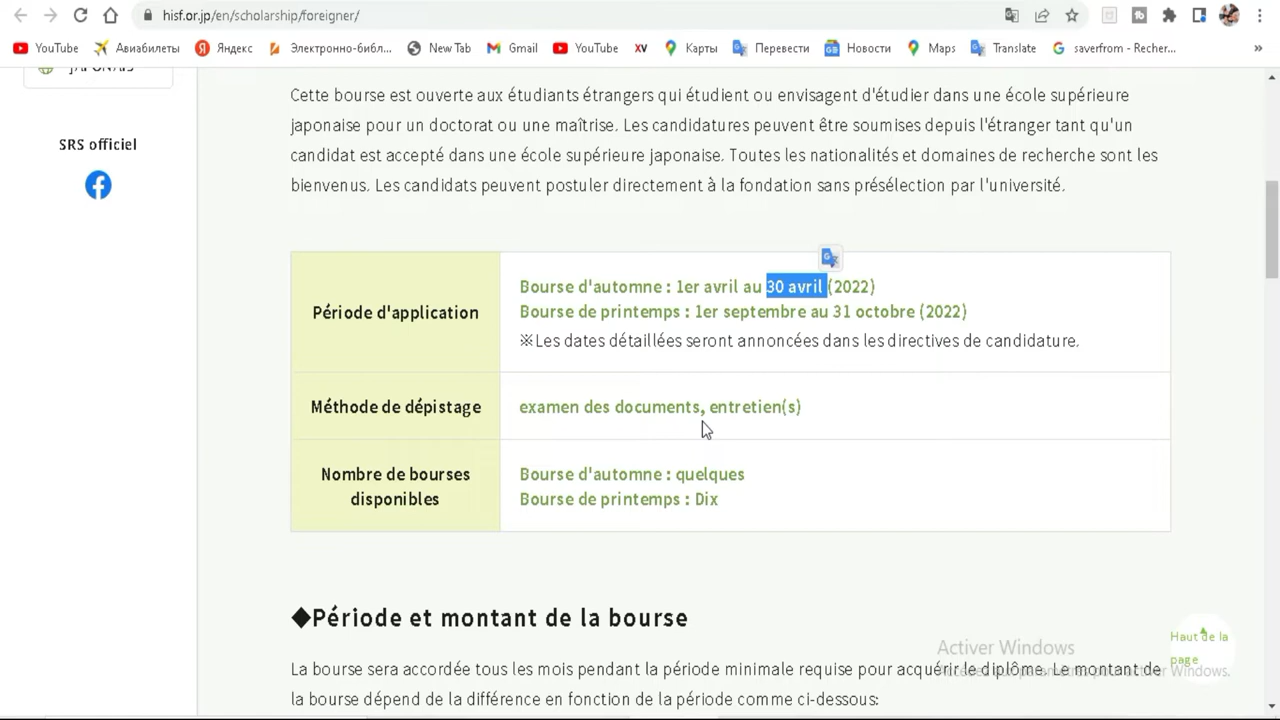 hisf.or.jp/en/scholarship/foreigner/
YouTube Авиабилеты Яндекс Электронно-библ... New Tab Gmail YouTube XV Карты Перевести Новости Maps Translate saverfrom - Recher... »
JAPONAIS
SRS officiel
Cette bourse est ouverte aux étudiants étrangers qui étudient ou envisagent d'étudier dans une école supérieure
japonaise pour un doctorat ou une maîtrise. Les candidatures peuvent être soumises depuis l'étranger tant qu'un
candidat est accepté dans une école supérieure japonaise. Toutes les nationalités et domaines de recherche sont les
bienvenus. Les candidats peuvent postuler directement à la fondation sans présélection par l'université.
Période d'application
Bourse d'automne : 1er avril au 30 avril (2022)
Bourse de printemps : 1er septembre au 31 octobre (2022)
※Les dates détaillées seront annoncées dans les directives de candidature.
Méthode de dépistage
examen des documents, entretien(s)
Nombre de bourses
disponibles
Bourse d'automne : quelques
Bourse de printemps : Dix
◆Période et montant de la bourse
La bourse sera accordée tous les mois pendant la période minimale requise pour acquérir le diplôme. Le montant de
la bourse dépend de la différence en fonction de la période comme ci-dessous:
Haut de la
page
Activer Windows
Accédez aux paramètres pour activer Windows.